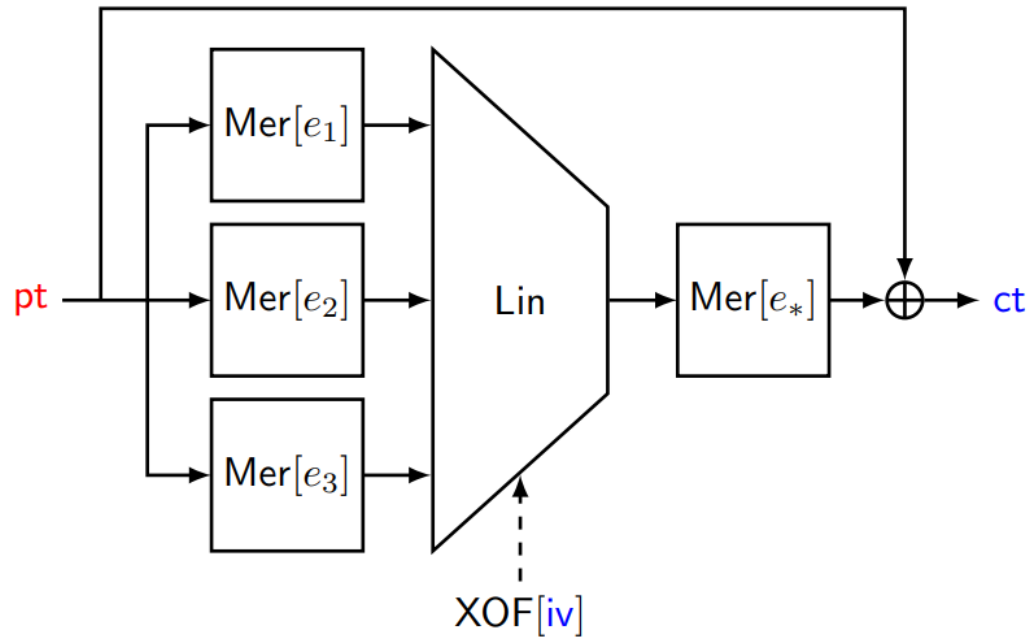 Mer[e₁]
pt
Mer[e₂]
Lin
Mer[e∗]
ct
Mer[e₃]
XOF[iv]